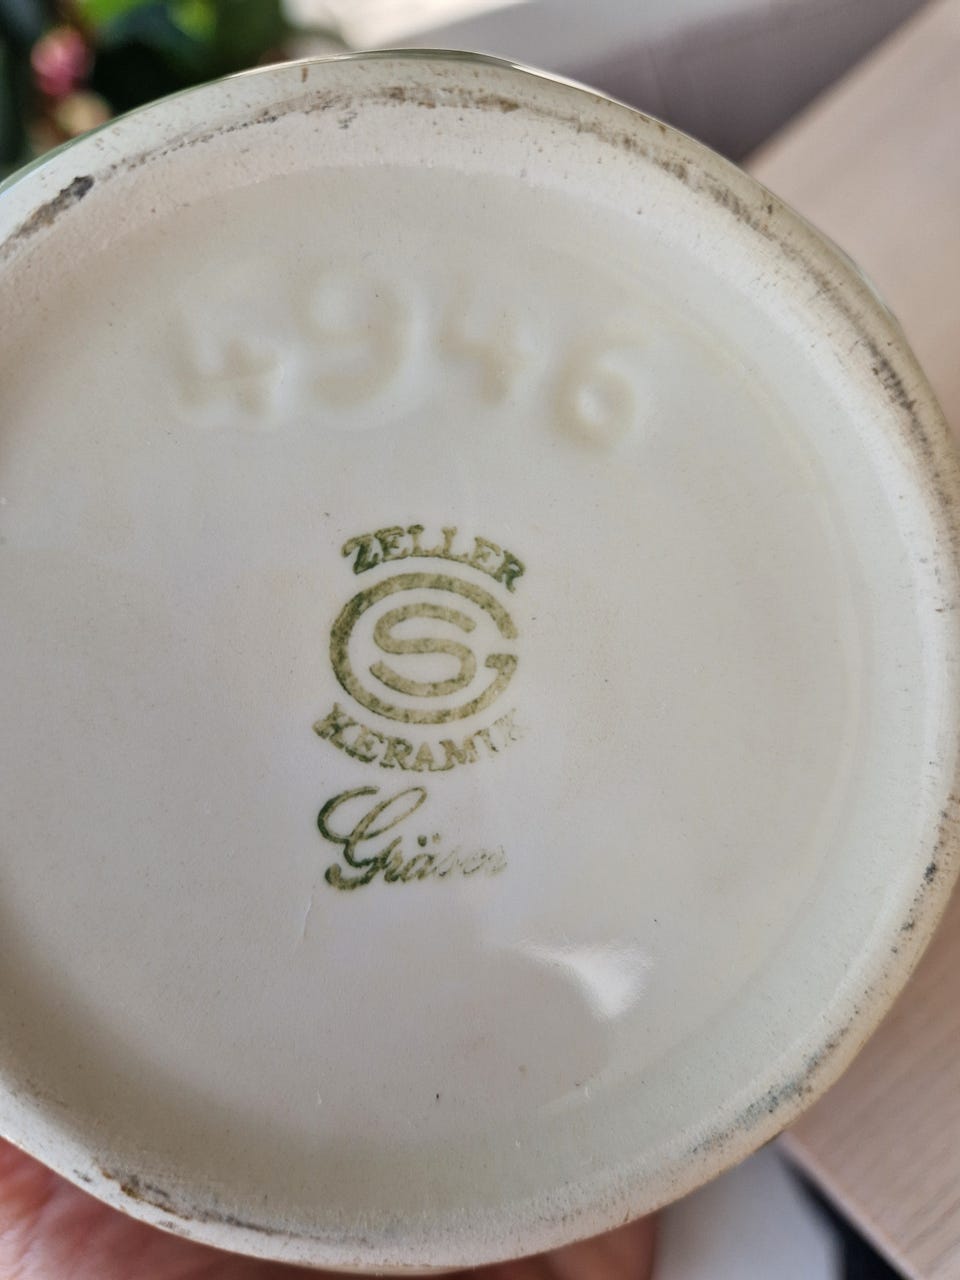 4946
ZELLER
GS
KERAMIK
Gräser